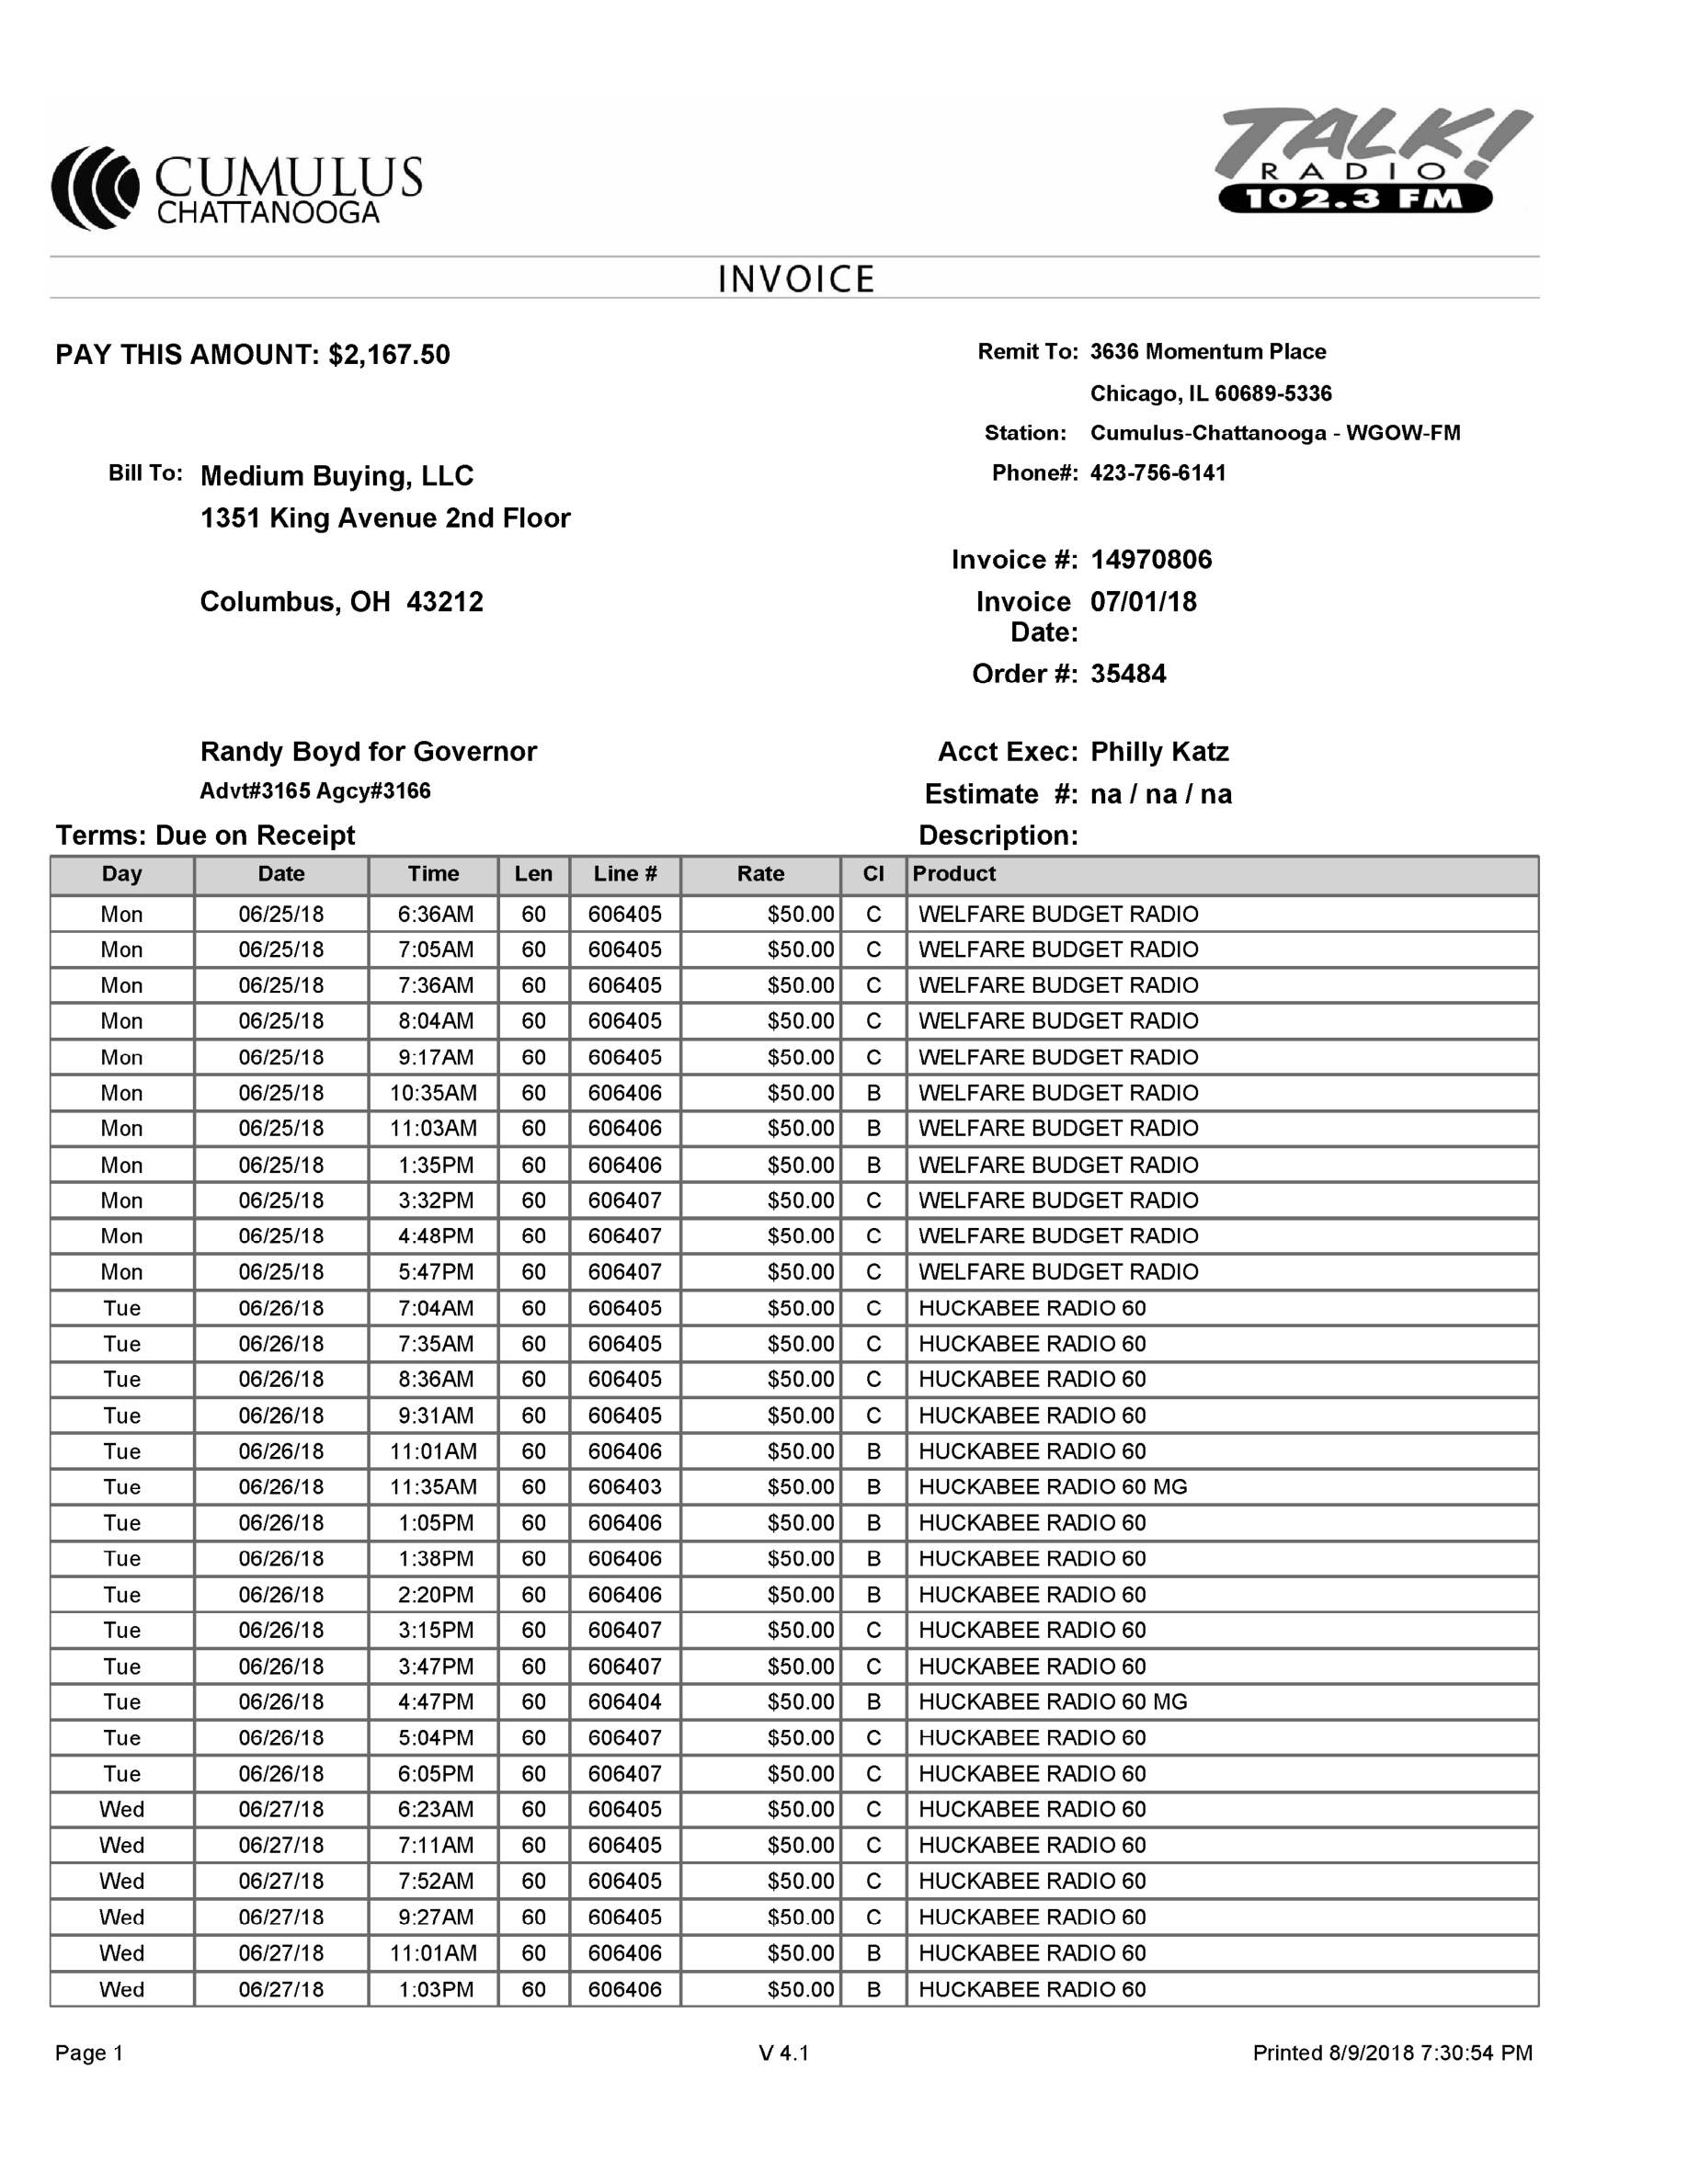 CUMULUS
CHATTANOOGA
TALK!
RADIO
102.3 FM
INVOICE
PAY THIS AMOUNT: $2,167.50
Remit To: 3636 Momentum Place
Chicago, IL 60689-5336
Station: Cumulus-Chattanooga - WGOW-FM
Bill To: Medium Buying, LLC
Phone#: 423-756-6141
1351 King Avenue 2nd Floor
Invoice #: 14970806
Columbus, OH 43212
Invoice 07/01/18
Date:
Order #: 35484
Randy Boyd for Governor
Acct Exec: Philly Katz
Advt#3165 Agcy#3166
Estimate #: na / na / na
Terms: Due on Receipt
Description:
Day Date Time Len Line # Rate Cl Product
Mon 06/25/18 6:36AM 60 606405 $50.00 C WELFARE BUDGET RADIO
Mon 06/25/18 7:05AM 60 606405 $50.00 C WELFARE BUDGET RADIO
Mon 06/25/18 7:36AM 60 606405 $50.00 C WELFARE BUDGET RADIO
Mon 06/25/18 8:04AM 60 606405 $50.00 C WELFARE BUDGET RADIO
Mon 06/25/18 9:17AM 60 606405 $50.00 C WELFARE BUDGET RADIO
Mon 06/25/18 10:35AM 60 606406 $50.00 B WELFARE BUDGET RADIO
Mon 06/25/18 11:03AM 60 606406 $50.00 B WELFARE BUDGET RADIO
Mon 06/25/18 1:35PM 60 606406 $50.00 B WELFARE BUDGET RADIO
Mon 06/25/18 3:32PM 60 606407 $50.00 C WELFARE BUDGET RADIO
Mon 06/25/18 4:48PM 60 606407 $50.00 C WELFARE BUDGET RADIO
Mon 06/25/18 5:47PM 60 606407 $50.00 C WELFARE BUDGET RADIO
Tue 06/26/18 7:04AM 60 606405 $50.00 C HUCKABEE RADIO 60
Tue 06/26/18 7:35AM 60 606405 $50.00 C HUCKABEE RADIO 60
Tue 06/26/18 8:36AM 60 606405 $50.00 C HUCKABEE RADIO 60
Tue 06/26/18 9:31AM 60 606405 $50.00 C HUCKABEE RADIO 60
Tue 06/26/18 11:01AM 60 606406 $50.00 B HUCKABEE RADIO 60
Tue 06/26/18 11:35AM 60 606403 $50.00 B HUCKABEE RADIO 60 MG
Tue 06/26/18 1:05PM 60 606406 $50.00 B HUCKABEE RADIO 60
Tue 06/26/18 1:38PM 60 606406 $50.00 B HUCKABEE RADIO 60
Tue 06/26/18 2:20PM 60 606406 $50.00 B HUCKABEE RADIO 60
Tue 06/26/18 3:15PM 60 606407 $50.00 C HUCKABEE RADIO 60
Tue 06/26/18 3:47PM 60 606407 $50.00 C HUCKABEE RADIO 60
Tue 06/26/18 4:47PM 60 606404 $50.00 B HUCKABEE RADIO 60 MG
Tue 06/26/18 5:04PM 60 606407 $50.00 C HUCKABEE RADIO 60
Tue 06/26/18 6:05PM 60 606407 $50.00 C HUCKABEE RADIO 60
Wed 06/27/18 6:23AM 60 606405 $50.00 C HUCKABEE RADIO 60
Wed 06/27/18 7:11AM 60 606405 $50.00 C HUCKABEE RADIO 60
Wed 06/27/18 7:52AM 60 606405 $50.00 C HUCKABEE RADIO 60
Wed 06/27/18 9:27AM 60 606405 $50.00 C HUCKABEE RADIO 60
Wed 06/27/18 11:01AM 60 606406 $50.00 B HUCKABEE RADIO 60
Wed 06/27/18 1:03PM 60 606406 $50.00 B HUCKABEE RADIO 60
Page 1 V 4.1 Printed 8/9/2018 7:30:54 PM